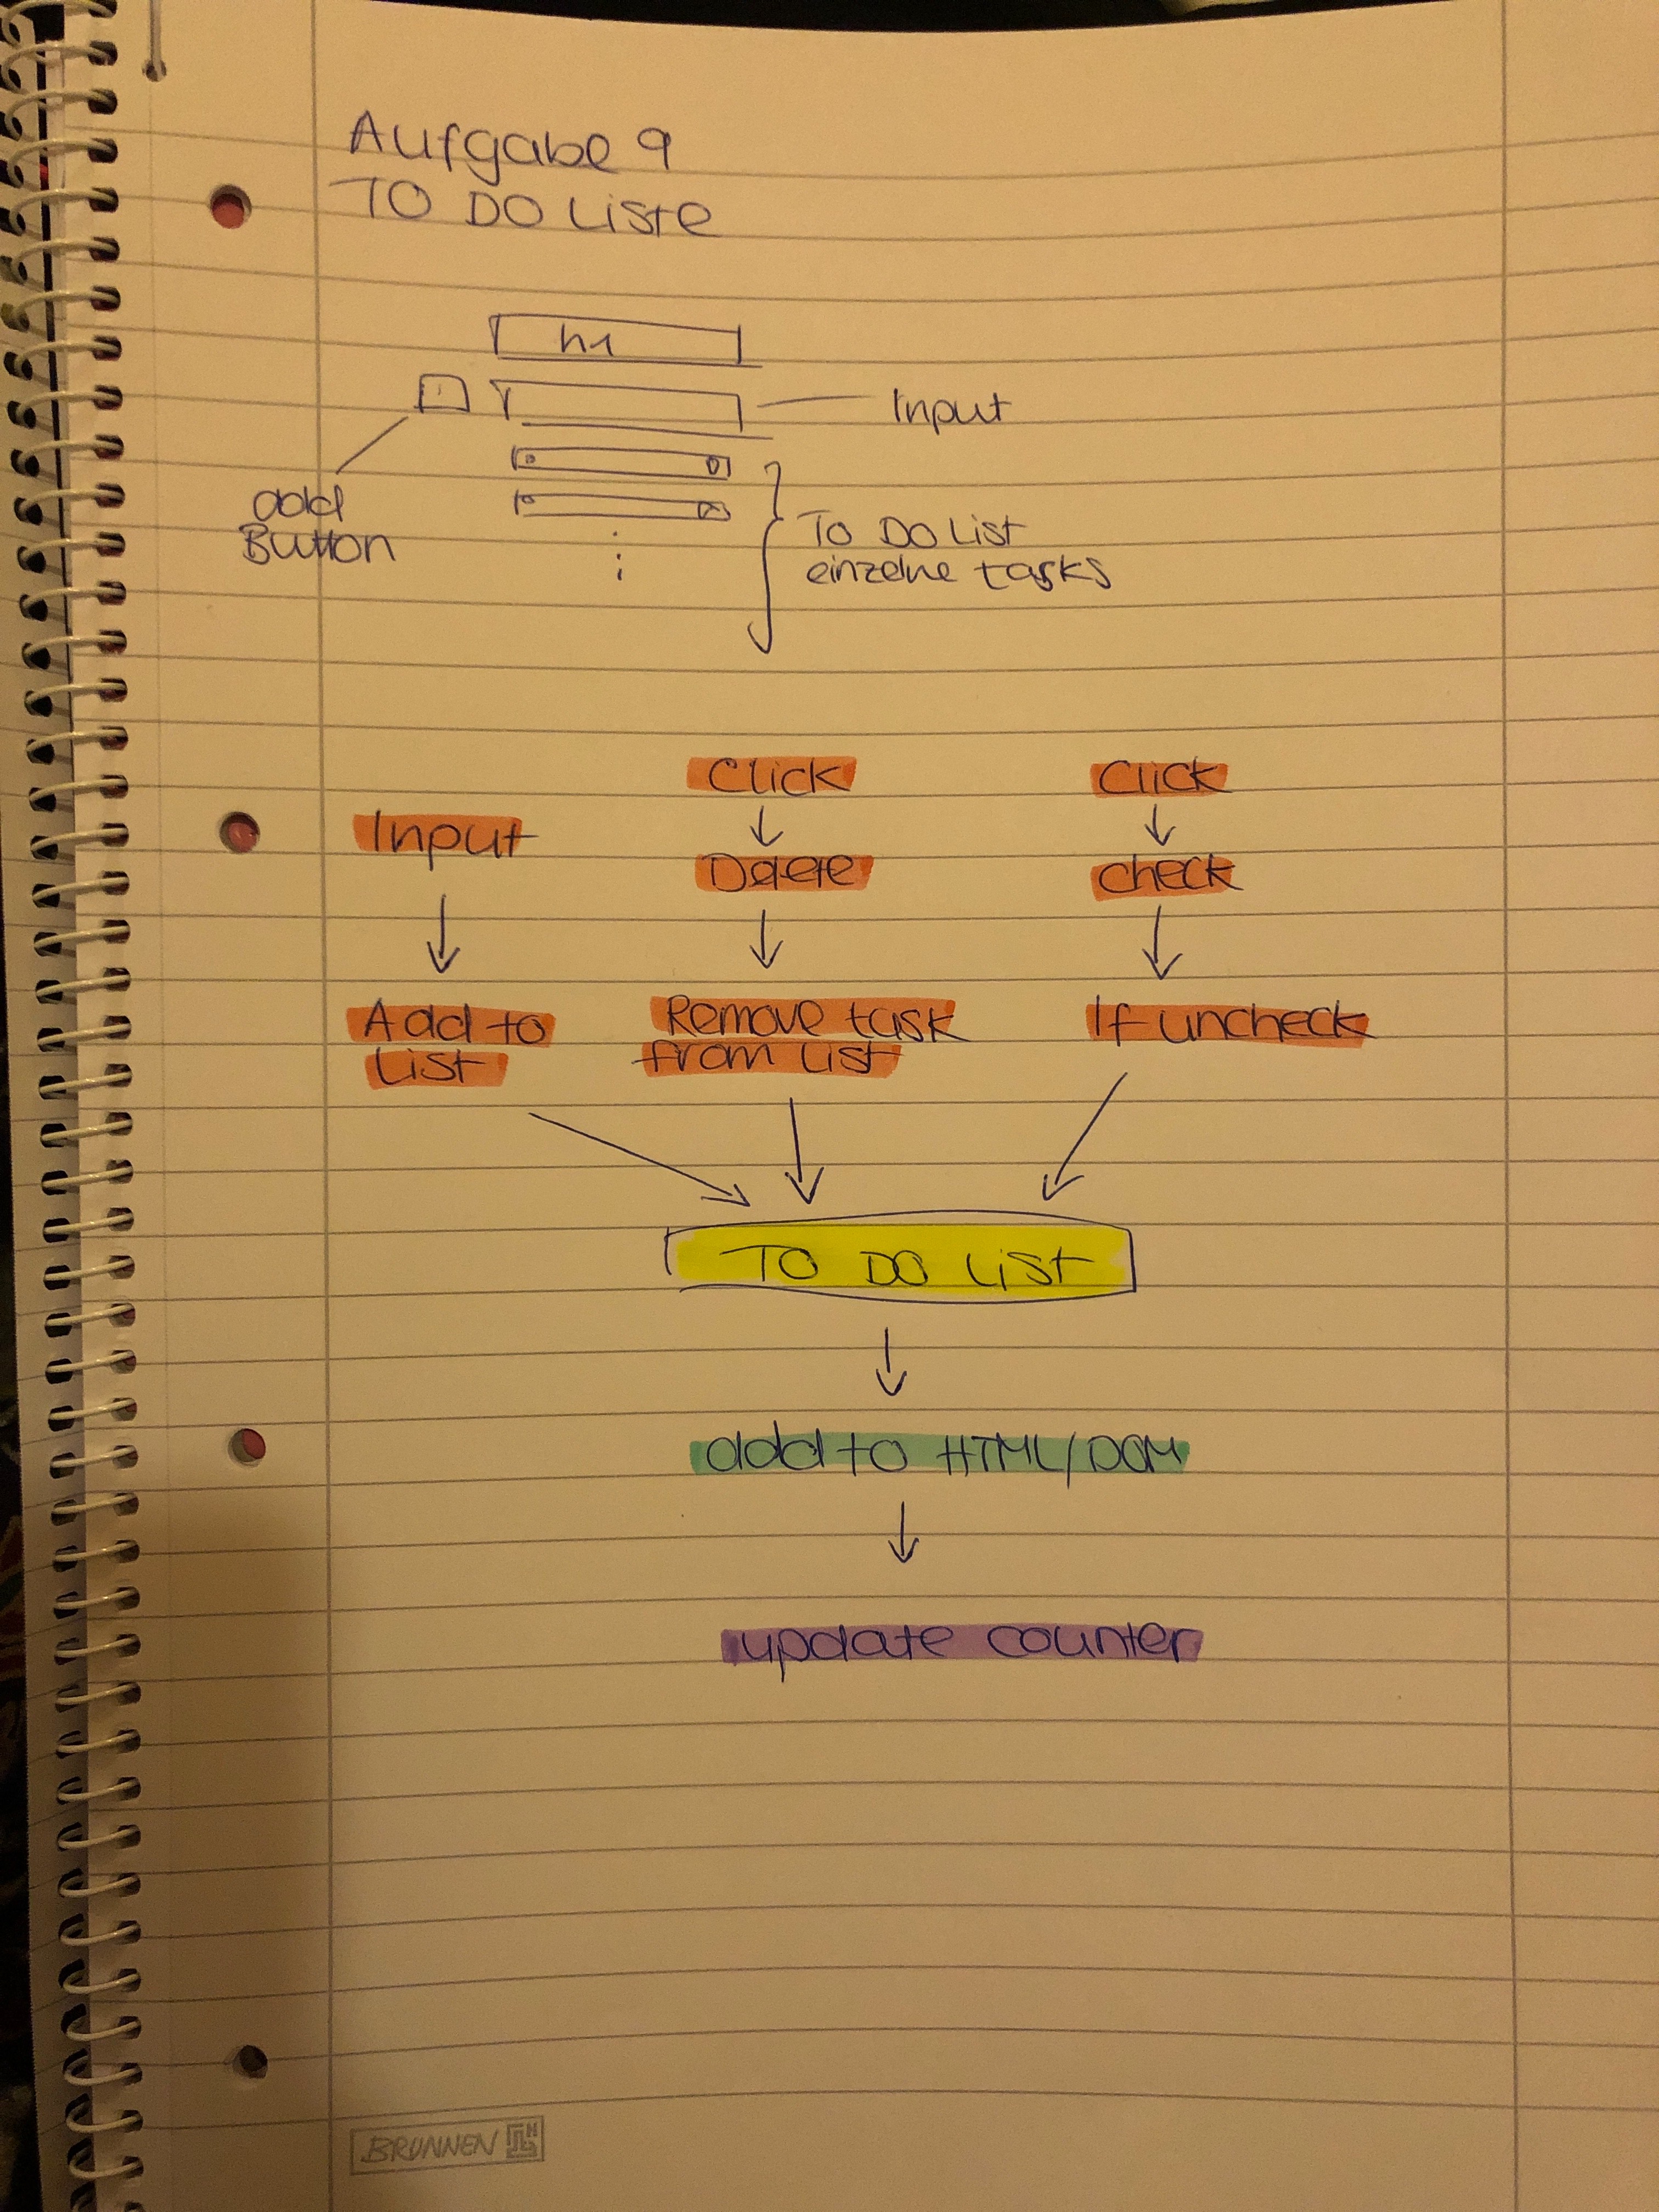 Aufgabe 9
TO DO Liste
h1
Input
add
Button
To Do List
einzelne tasks
Click
Click
Input
Delete
check
Add to
List
Remove task
from list
If uncheck
TO DO List
add to HTML/DOM
update counter
BRUNNEN